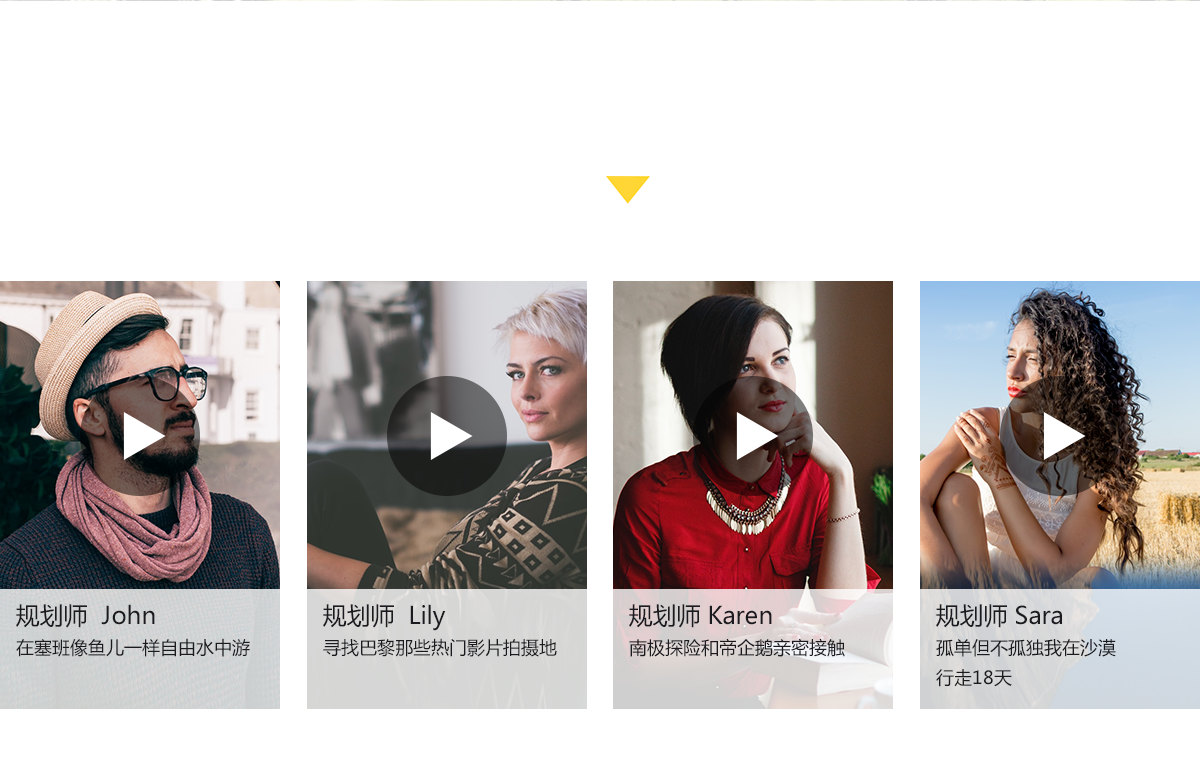 规划师 John
在塞班像鱼儿一样自由水中游
规划师 Lily
寻找巴黎那些热门影片拍摄地
规划师 Karen
南极探险和帝企鹅亲密接触
规划师 Sara
孤单但不孤独我在沙漠
行走18天